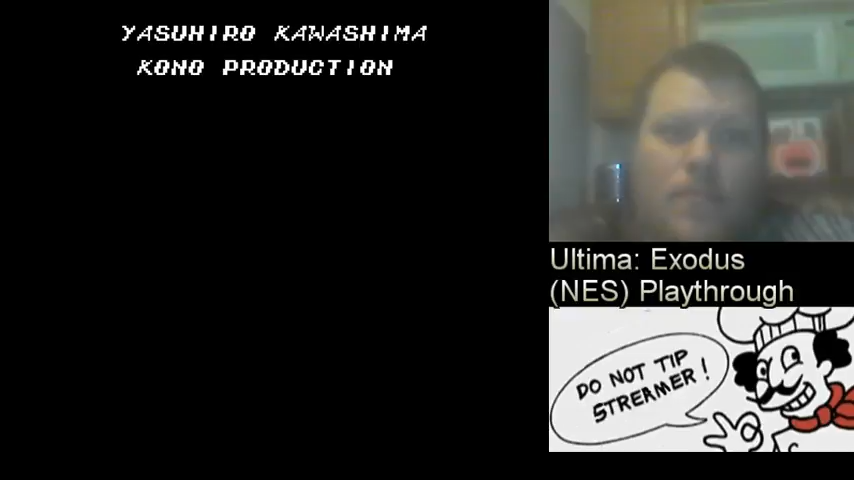 YASUHIRO KAWASHIMA
KONO PRODUCTION
Ultima: Exodus
(NES) Playthrough
DO NOT TIP
STREAMER!